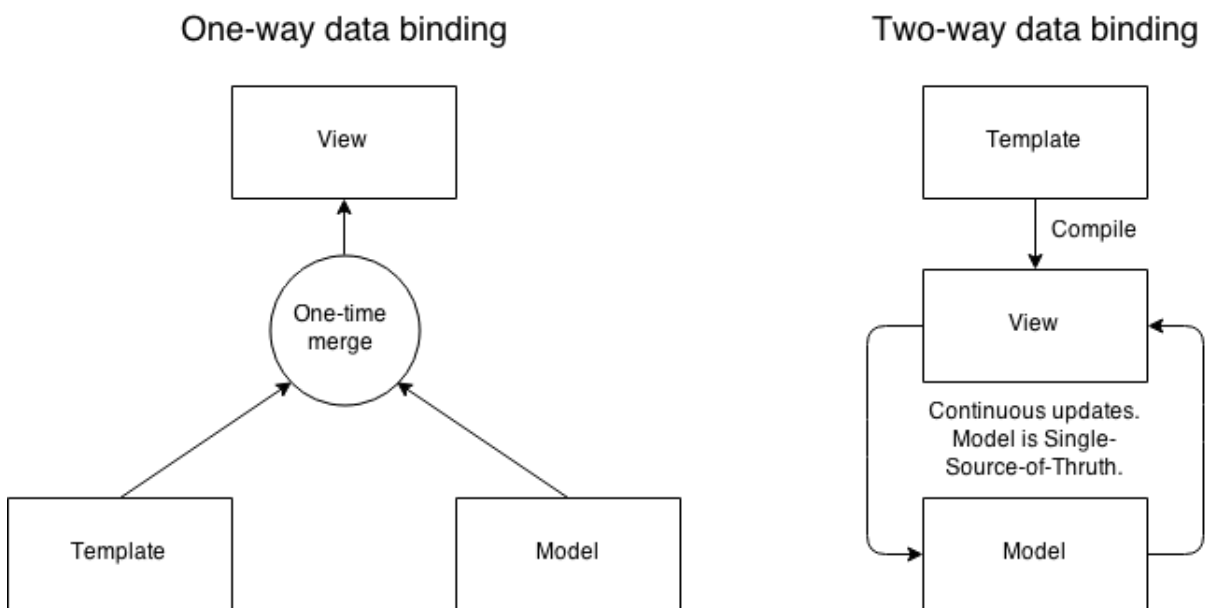 One-way data binding
View
One-time
merge
Template
Model
Two-way data binding
Template
Compile
View
Continuous updates.
Model is Single-
Source-of-Thruth.
Model